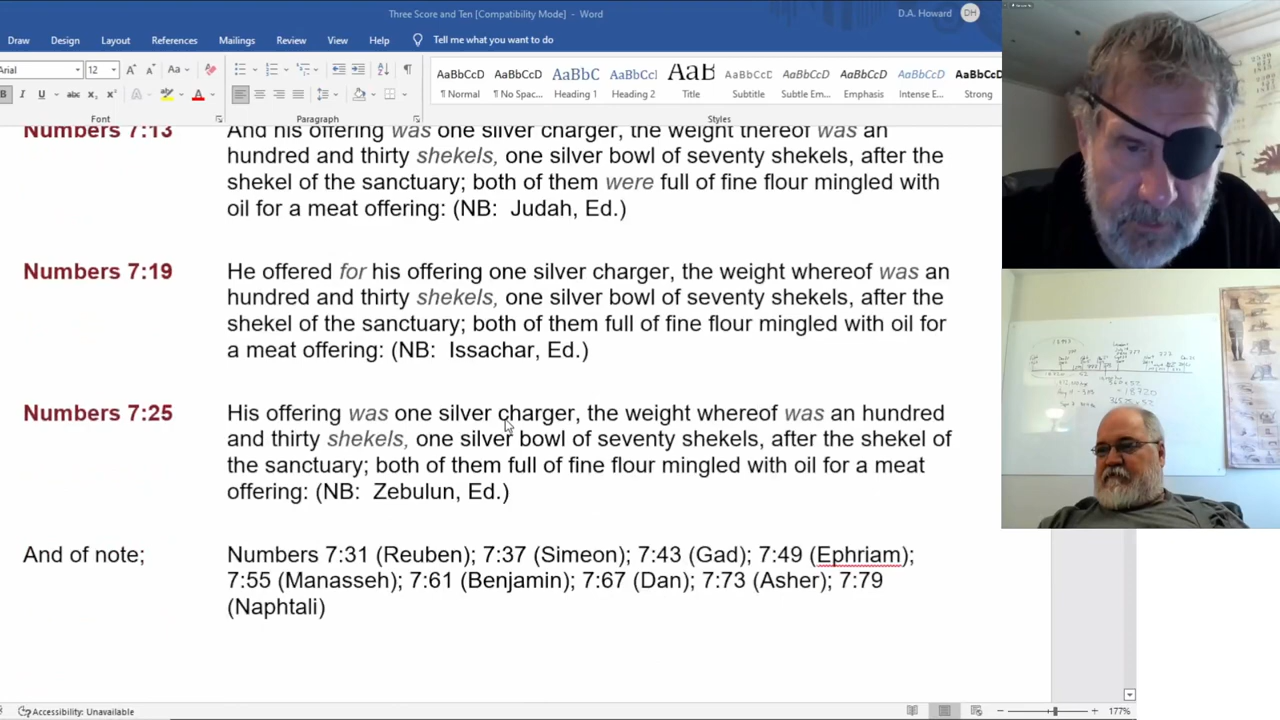 Three Score and Ten [Compatibility Mode] - Word
D.A. Howard DH
Draw Design Layout References Mailings Review View Help Tell me what you want to do
Arial 12 Aa
B I U abc x₂ x² A A
AaBbCcD AaBbCcD AaBbC AaBbCc AaB AaBbCcD AaBbCcD AaBbCcD AaBbCcD AaBbCcD
¶ Normal ¶ No Spac... Heading 1 Heading 2 Title Subtitle Subtle Em... Emphasis Intense E... Strong
Font Paragraph Styles
Numbers 7:13 And his offering was one silver charger, the weight thereof was an
hundred and thirty shekels, one silver bowl of seventy shekels, after the
shekel of the sanctuary; both of them were full of fine flour mingled with
oil for a meat offering: (NB: Judah, Ed.)
Numbers 7:19 He offered for his offering one silver charger, the weight whereof was an
hundred and thirty shekels, one silver bowl of seventy shekels, after the
shekel of the sanctuary; both of them full of fine flour mingled with oil for
a meat offering: (NB: Issachar, Ed.)
Numbers 7:25 His offering was one silver charger, the weight whereof was an hundred
and thirty shekels, one silver bowl of seventy shekels, after the shekel of
the sanctuary; both of them full of fine flour mingled with oil for a meat
offering: (NB: Zebulun, Ed.)
And of note; Numbers 7:31 (Reuben); 7:37 (Simeon); 7:43 (Gad); 7:49 (Ephriam);
7:55 (Manasseh); 7:61 (Benjamin); 7:67 (Dan); 7:73 (Asher); 7:79
(Naphtali)
360 x 52
18720
Accessibility: Unavailable 177%